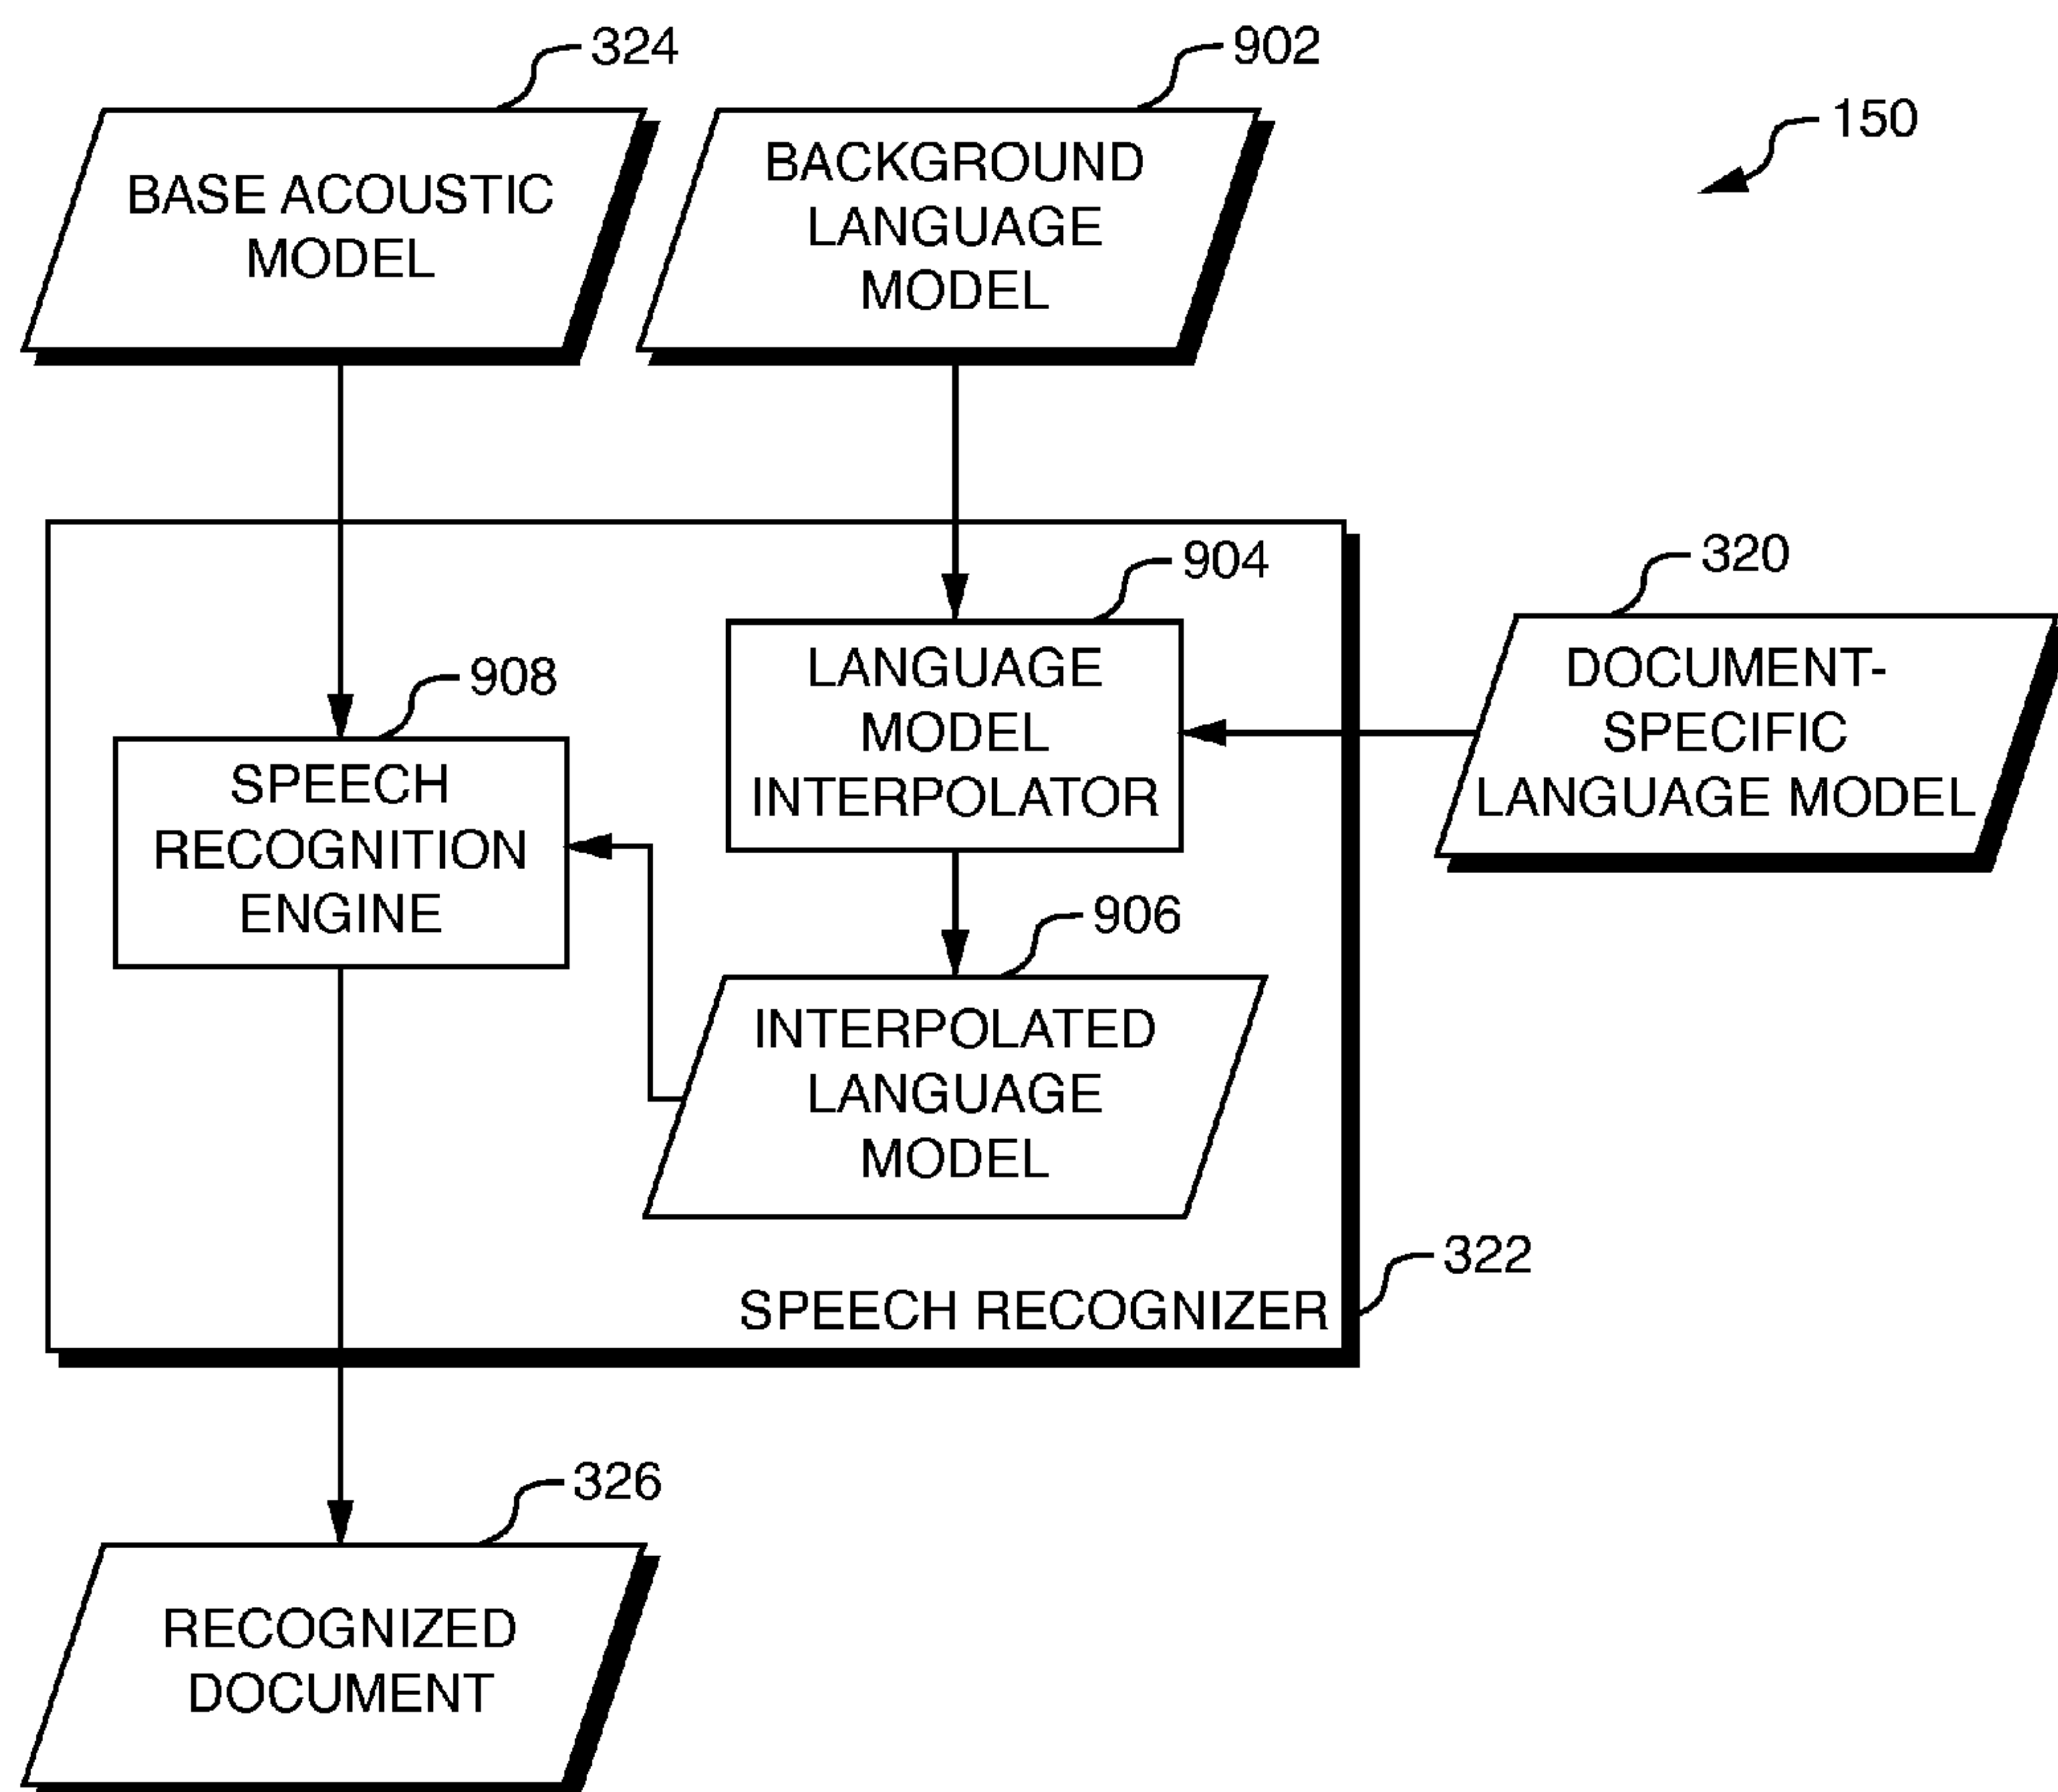 324
902
150
BASE ACOUSTIC
MODEL
BACKGROUND
LANGUAGE
MODEL
904
320
908
LANGUAGE
MODEL
INTERPOLATOR
DOCUMENT-
SPECIFIC
LANGUAGE MODEL
SPEECH
RECOGNITION
ENGINE
906
INTERPOLATED
LANGUAGE
MODEL
322
SPEECH RECOGNIZER
326
RECOGNIZED
DOCUMENT